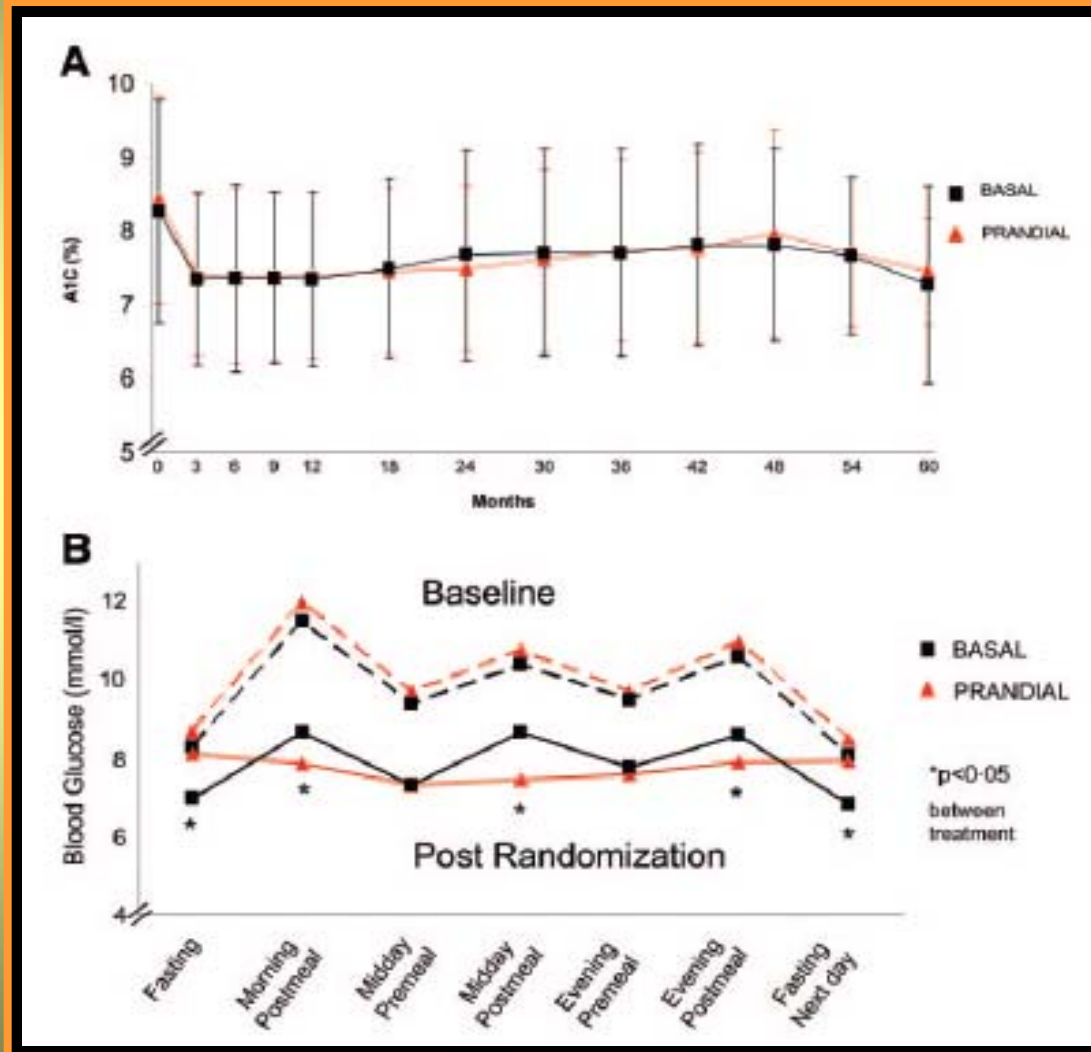 A
10
9
8
7
6
5
A1C (%)
0 3 6 9 12 18 24 30 36 42 48 54 60
Months
BASAL
PRANDIAL
B
12
10
8
6
4
Blood Glucose (mmol/l)
Baseline
Post Randomization
BASAL
PRANDIAL
*p<0·05
between
treatment
* * * * *
Fasting
Morning
Postmeal
Midday
Premeal
Midday
Postmeal
Evening
Premeal
Evening
Postmeal
Fasting
Next day